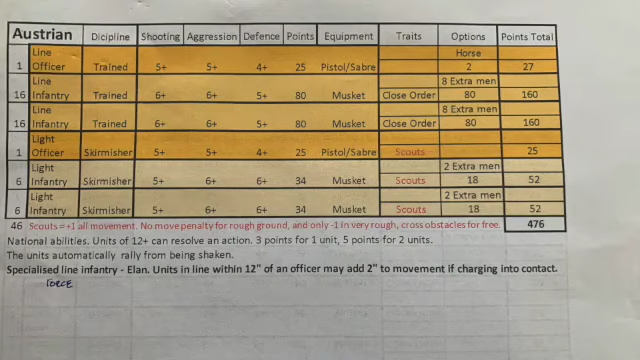 Austrian Dicipline Shooting Aggression Defence Points Equipment Traits Options Points Total
Line Horse
1 Officer Trained 5+ 5+ 4+ 25 Pistol/Sabre 2 27
Line 8 Extra men
16 Infantry Trained 6+ 6+ 5+ 80 Musket Close Order 80 160
Line 8 Extra men
16 Infantry Trained 6+ 6+ 5+ 80 Musket Close Order 80 160
Light
1 Officer Skirmisher 5+ 5+ 4+ 25 Pistol/Sabre Scouts 25
Light 2 Extra men
6 Infantry Skirmisher 5+ 6+ 6+ 34 Musket Scouts 18 52
Light 2 Extra men
6 Infantry Skirmisher 5+ 6+ 6+ 34 Musket Scouts 18 52
46 Scouts = +1 all movement. No move penalty for rough ground, and only -1 in very rough, cross obstacles for free. 476
National abilities. Units of 12+ can resolve an action. 3 points for 1 unit, 5 points for 2 units.
The units automatically rally from being shaken.
Specialised line infantry - Elan. Units in line within 12" of an officer may add 2" to movement if charging into contact.
FORCE